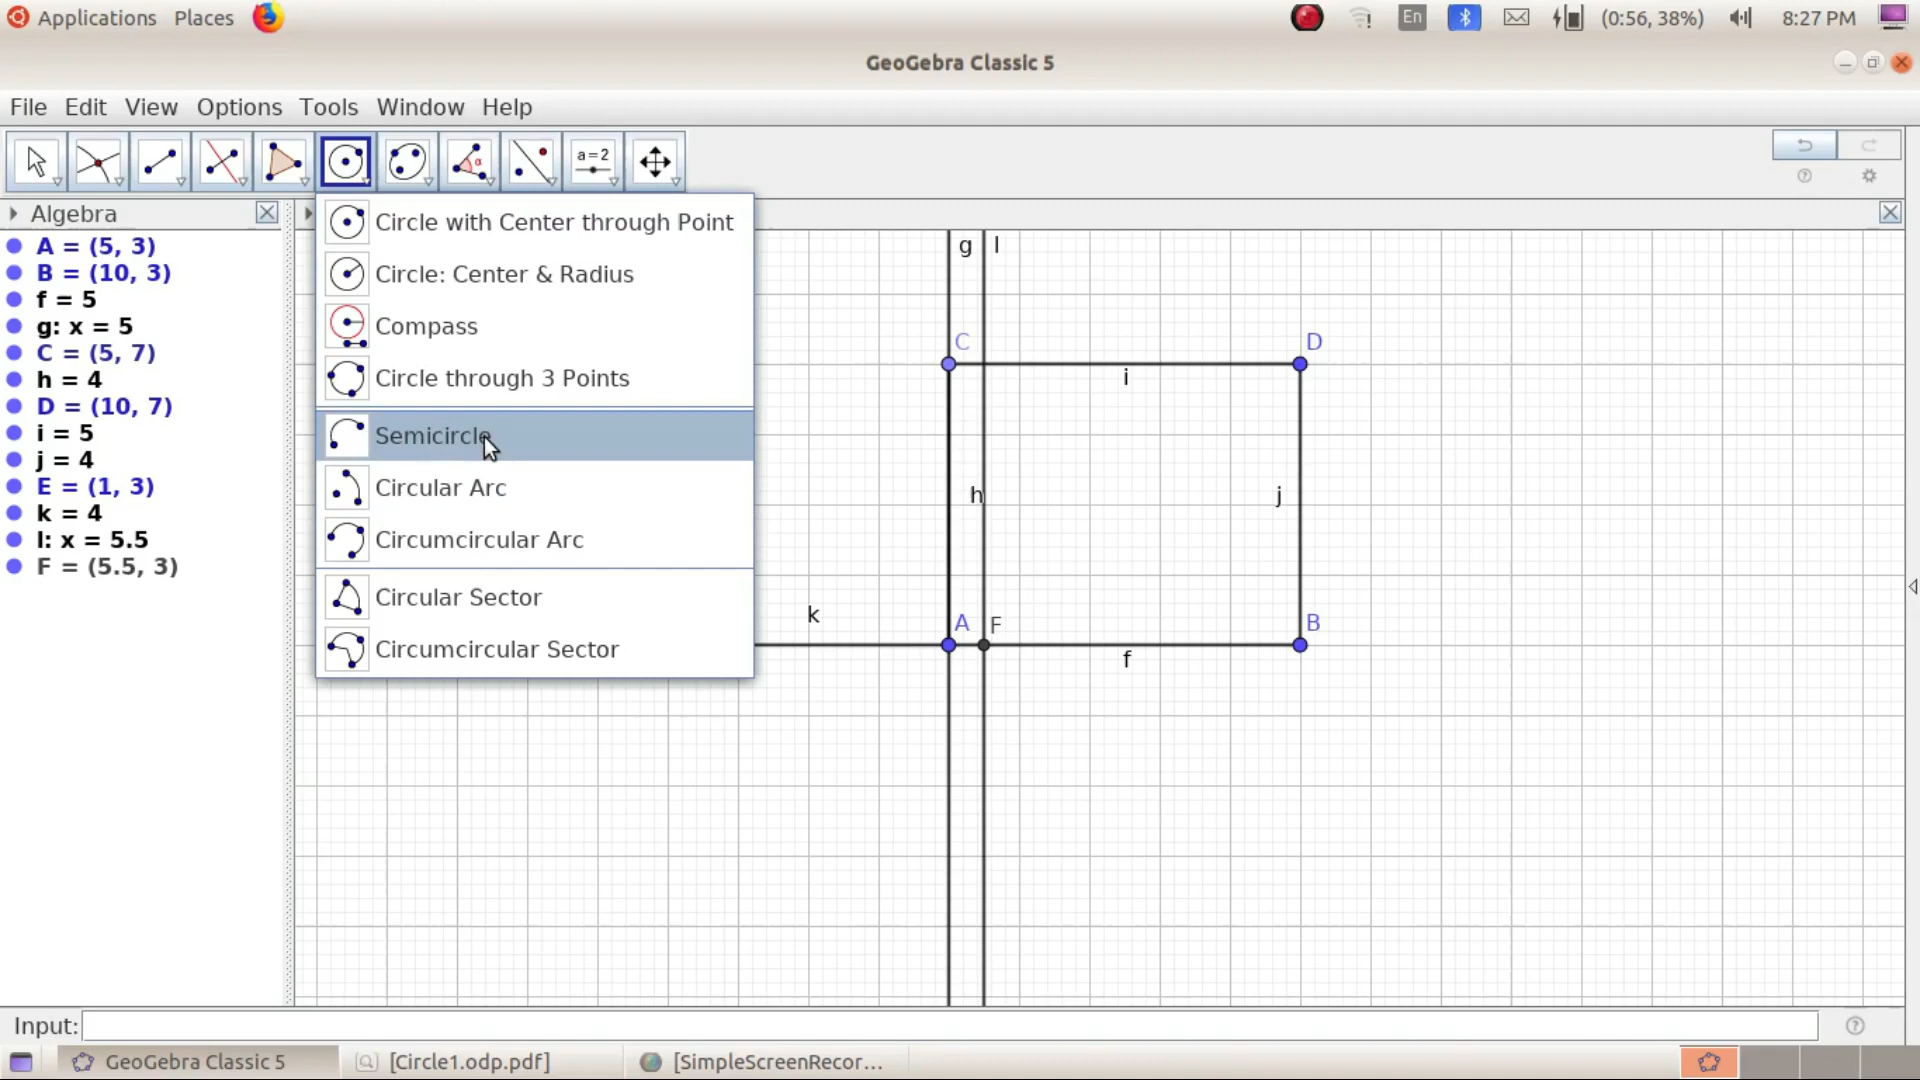 Applications Places En (0:56, 38%) 8:27 PM
GeoGebra Classic 5
File Edit View Options Tools Window Help
α a=2
Algebra
A = (5, 3)
B = (10, 3)
f = 5
g: x = 5
C = (5, 7)
h = 4
D = (10, 7)
i = 5
j = 4
E = (1, 3)
k = 4
l: x = 5.5
F = (5.5, 3)
Circle with Center through Point
Circle: Center & Radius
Compass
Circle through 3 Points
Semicircle
Circular Arc
Circumcircular Arc
Circular Sector
Circumcircular Sector
g l
C D
i
h j
k A F B
f
Input:
GeoGebra Classic 5 [Circle1.odp.pdf] [SimpleScreenRecor...